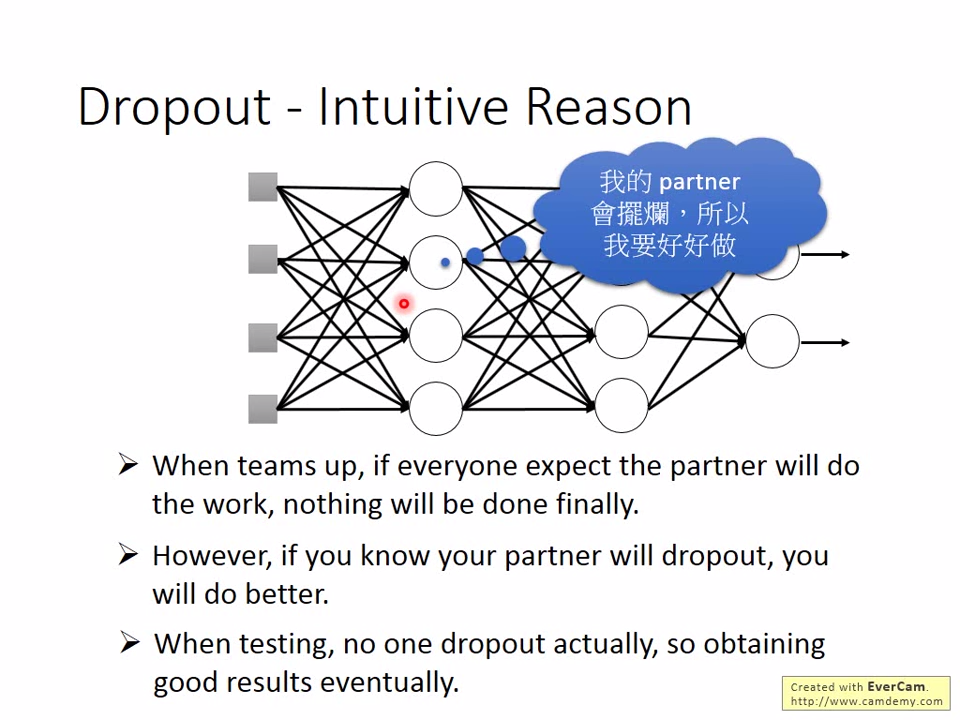 Dropout - Intuitive Reason
我的 partner
會擺爛，所以
我要好好做
➢ When teams up, if everyone expect the partner will do
the work, nothing will be done finally.
➢ However, if you know your partner will dropout, you
will do better.
➢ When testing, no one dropout actually, so obtaining
good results eventually.
Created with EverCam.
http://www.camdemy.com